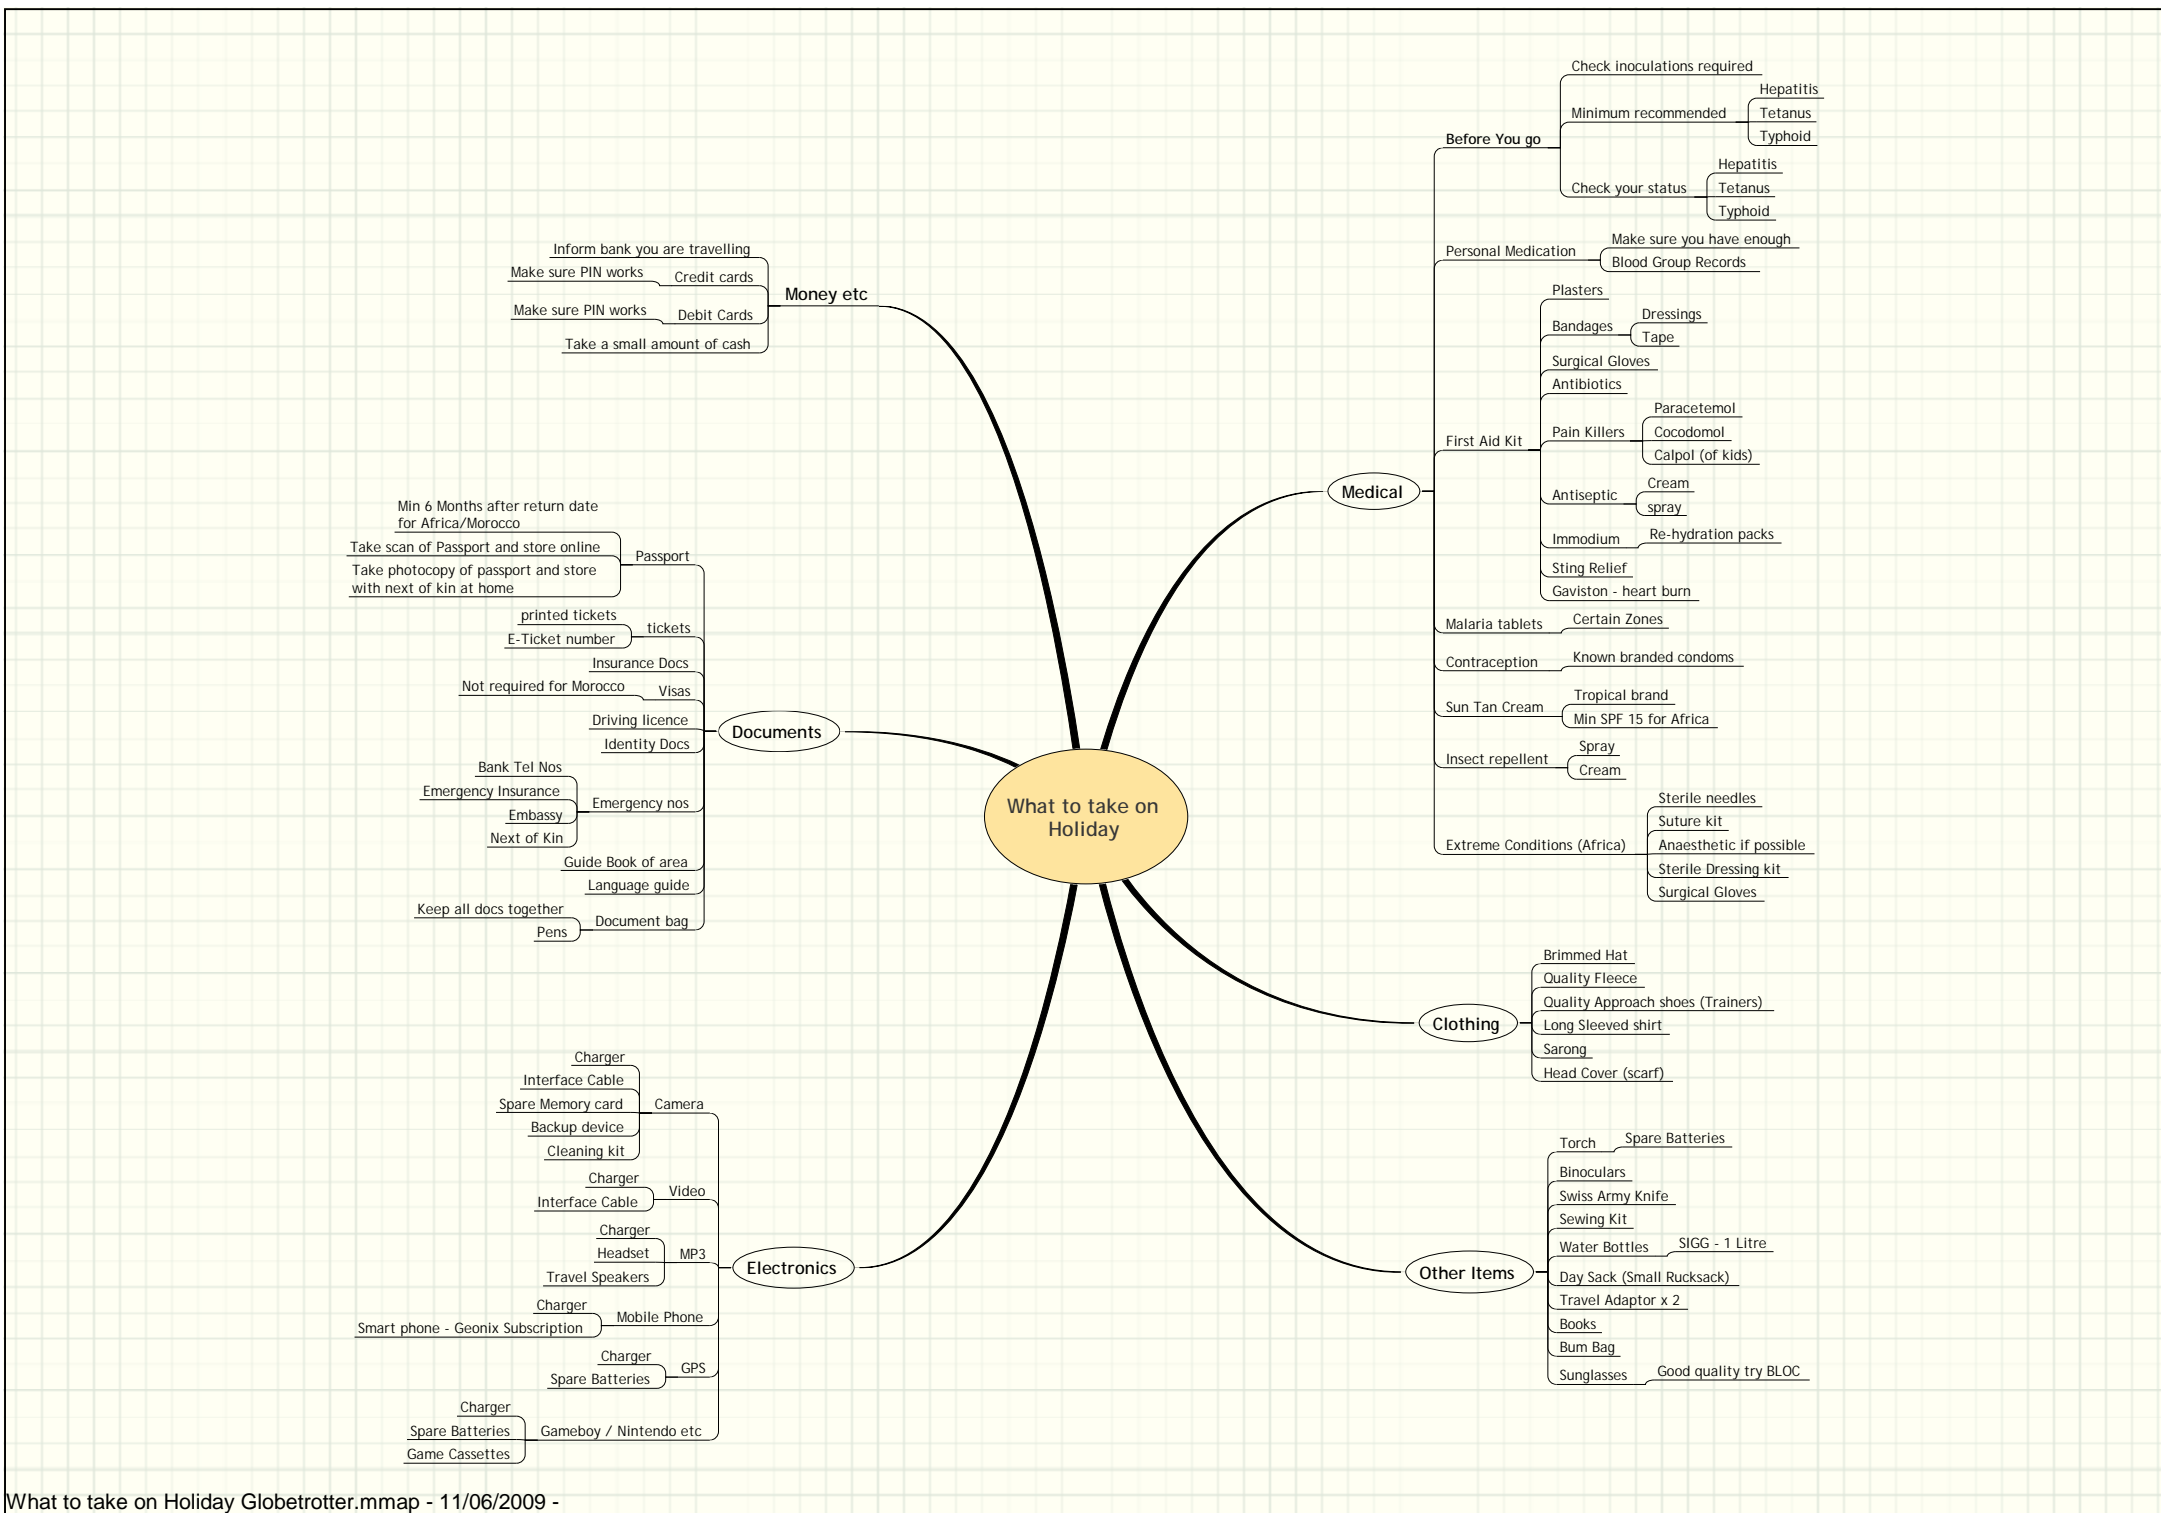 Check inoculations required
Hepatitis
Minimum recommended
Tetanus
Typhoid
Before You go
Hepatitis
Check your status
Tetanus
Typhoid
Make sure you have enough
Personal Medication
Blood Group Records
Plasters
Dressings
Bandages
Tape
Surgical Gloves
Antibiotics
Paracetemol
First Aid Kit
Pain Killers
Cocodomol
Calpol (of kids)
Medical
Cream
Antiseptic
spray
Immodium
Re-hydration packs
Sting Relief
Gaviston - heart burn
Malaria tablets
Certain Zones
Contraception
Known branded condoms
Tropical brand
Sun Tan Cream
Min SPF 15 for Africa
Spray
Insect repellent
Cream
Sterile needles
Suture kit
Extreme Conditions (Africa)
Anaesthetic if possible
Sterile Dressing kit
Surgical Gloves
Inform bank you are travelling
Make sure PIN works
Credit cards
Money etc
Make sure PIN works
Debit Cards
Take a small amount of cash
Min 6 Months after return date
for Africa/Morocco
Take scan of Passport and store online
Passport
Take photocopy of passport and store
with next of kin at home
printed tickets
tickets
E-Ticket number
Insurance Docs
Not required for Morocco
Visas
Driving licence
Documents
Identity Docs
Bank Tel Nos
Emergency Insurance
Emergency nos
Embassy
Next of Kin
Guide Book of area
Language guide
Keep all docs together
Document bag
Pens
What to take on
Holiday
Brimmed Hat
Quality Fleece
Quality Approach shoes (Trainers)
Clothing
Long Sleeved shirt
Sarong
Head Cover (scarf)
Charger
Interface Cable
Spare Memory card
Camera
Backup device
Cleaning kit
Charger
Video
Interface Cable
Charger
Headset
MP3
Travel Speakers
Electronics
Charger
Mobile Phone
Smart phone - Geonix Subscription
Charger
GPS
Spare Batteries
Charger
Spare Batteries
Gameboy / Nintendo etc
Game Cassettes
Torch
Spare Batteries
Binoculars
Swiss Army Knife
Sewing Kit
Water Bottles
SIGG - 1 Litre
Other Items
Day Sack (Small Rucksack)
Travel Adaptor x 2
Books
Bum Bag
Sunglasses
Good quality try BLOC
What to take on Holiday Globetrotter.mmap - 11/06/2009 -